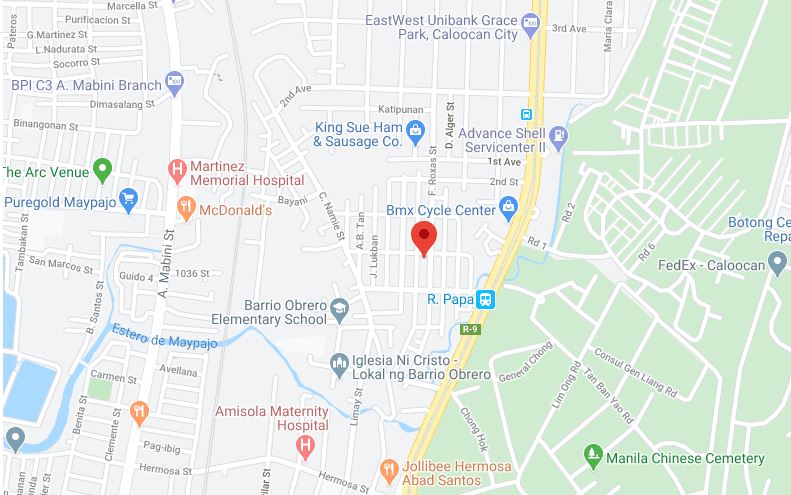 Pateros
Marcella St
Purificacion St
G.Martinez St
L.Nadurata St
Socorro St
BPI C3 A. Mabini Branch
Dimasalang St
Binangonan St
The Arc Venue
Puregold Maypajo
Martinez
Memorial Hospital
McDonald's
Tambakan St
San Marcos St
B. Santos St
Guido 4
1036 St
A. Mabini St
Estero de Maypajo
Carmen St
Avellana
Benita St
Clemente St
Pag-ibig
Hermosa St
EastWest Unibank Grace
Park, Caloocan City
3rd Ave
Maria Clara
2nd Ave
Katipunan
King Sue Ham
& Sausage Co.
D. Alger St
Advance Shell
Servicenter II
1st Ave
2nd St
F. Roxas St
Bayani
C. Namie St
A.B. Tan
J. Lukban
Bmx Cycle Center
R. Papa
R-9
Barrio Obrero
Elementary School
Iglesia Ni Cristo -
Lokal ng Barrio Obrero
Amisola Maternity
Hospital
Limay St
Hermosa St
Jollibee Hermosa
Abad Santos
Rd 1
Rd 2
Rd 6
Botong
FedEx - Caloocan
General Chong
Consul Gen Liang Rd
Lim Ong Rd
Tan Ban Yao Rd
Chong Hok
Manila Chinese Cemetery